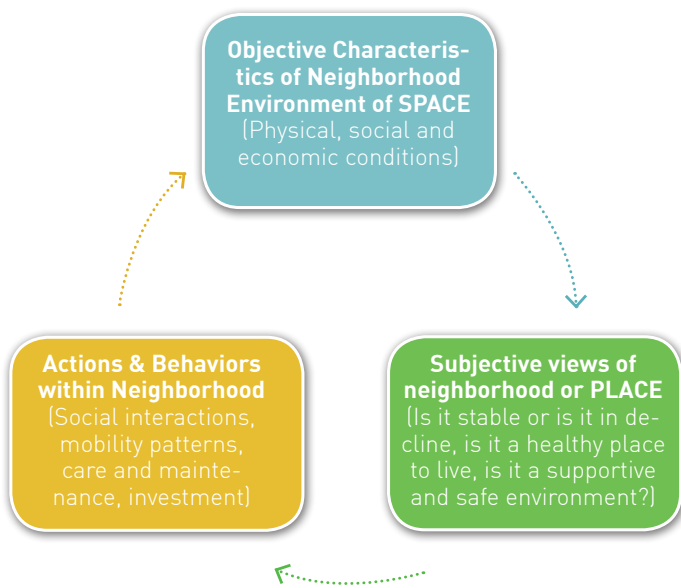 Objective Characteris-
tics of Neighborhood
Environment of SPACE
(Physical, social and
economic conditions)
Subjective views of
neighborhood or PLACE
(Is it stable or is it in de-
cline, is it a healthy place
to live, is it a supportive
and safe environment?)
Actions & Behaviors
within Neighborhood
(Social interactions,
mobility patterns,
care and mainte-
nance, investment)